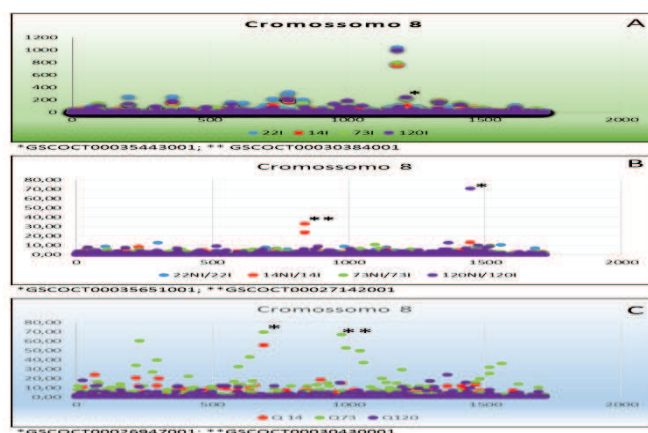 Cromossomo 8
A
1200
1000
800
600
400
200
0
*
0 500 1000 1500 2000
22I 14I 73I 120I
*GSCOCT00035443001; ** GSCOCT00030384001
Cromossomo 8
B
80,00
70,00
60,00
50,00
40,00
30,00
20,00
10,00
0,00
*
**
0 500 1000 1500 2000
22NI/22I 14NI/14I 73NI/73I 120NI/120I
*GSCOCT00035651001; **GSCOCT00027142001
Cromossomo 8
C
80,00
70,00
60,00
50,00
40,00
30,00
20,00
10,00
0,00
*
* *
0 500 1000 1500 2000
Q73 Q120
*GSCOCT00026947001; **GSCOCT00030430001